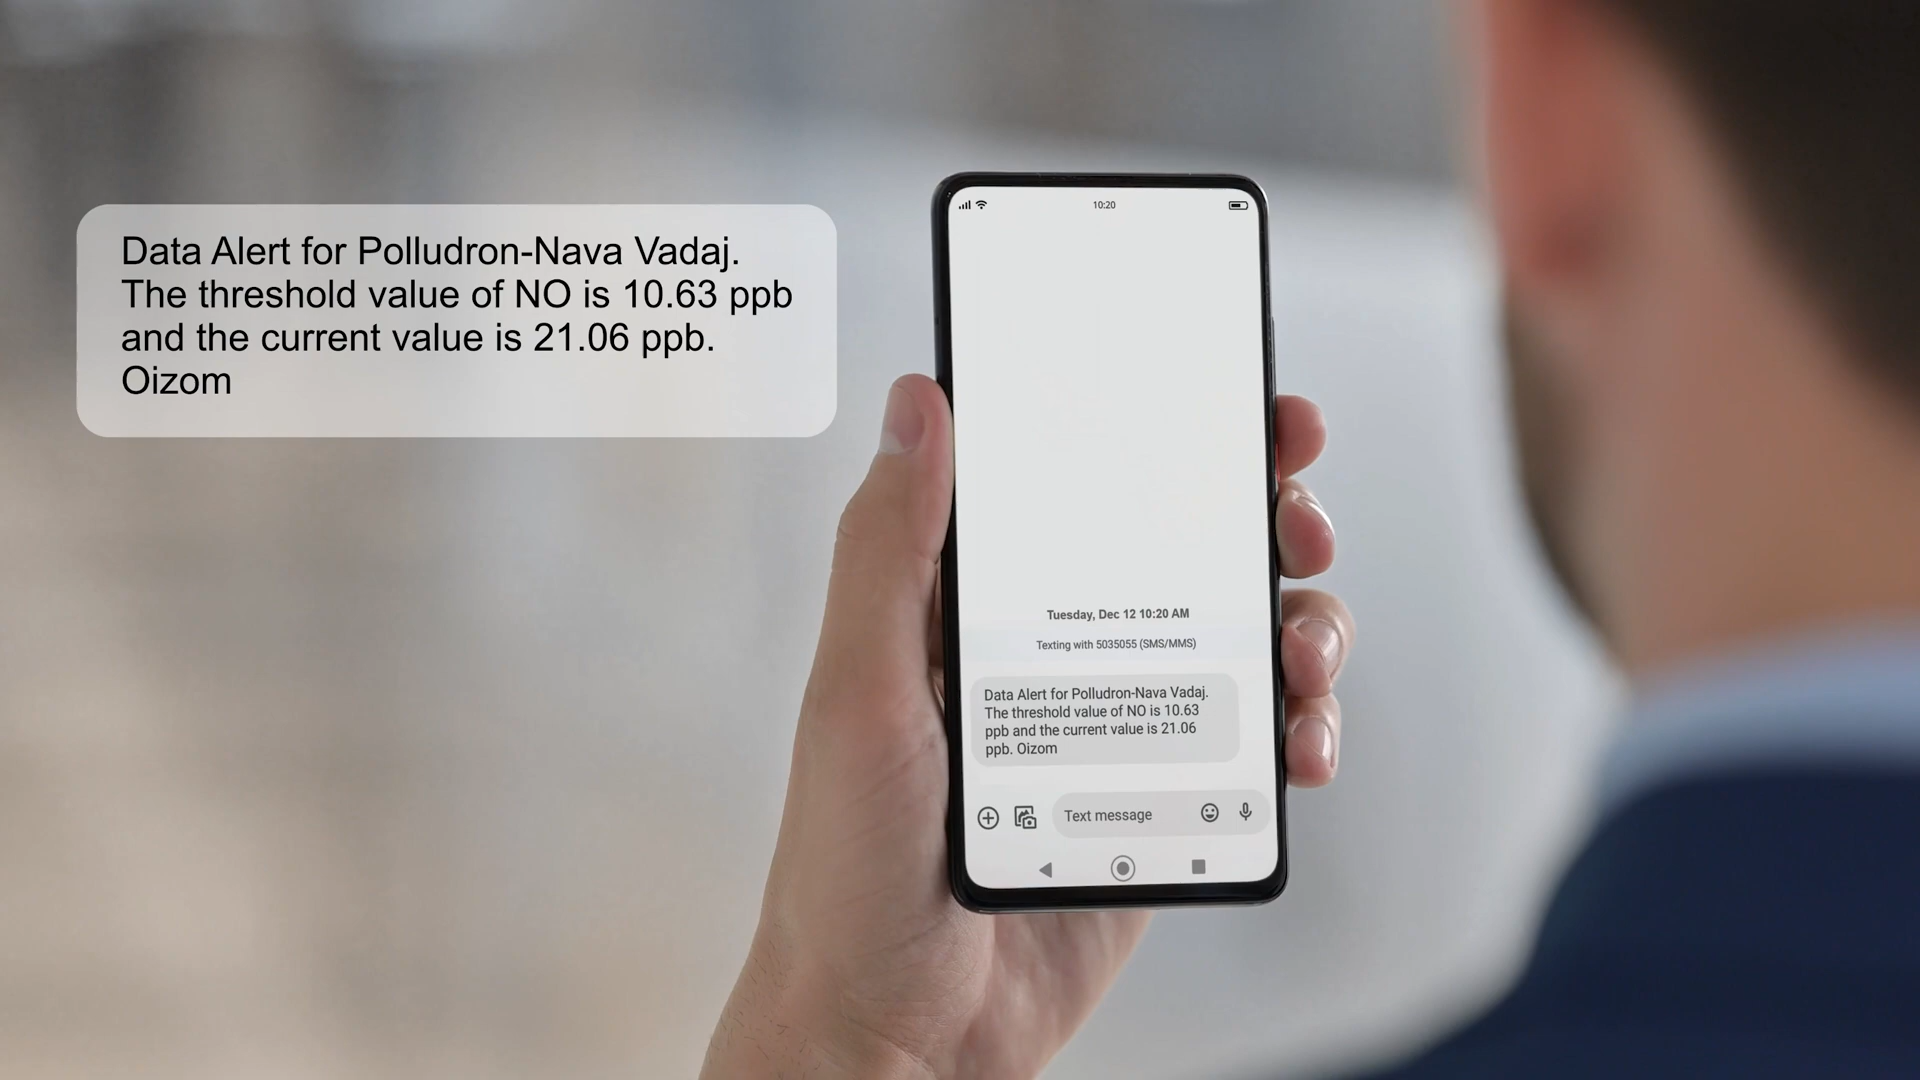 Data Alert for Polludron-Nava Vadaj.
The threshold value of NO is 10.63 ppb
and the current value is 21.06 ppb.
Oizom
10:20
Tuesday, Dec 12 10:20 AM
Texting with 5035055 (SMS/MMS)
Data Alert for Polludron-Nava Vadaj.
The threshold value of NO is 10.63
ppb and the current value is 21.06
ppb. Oizom
Text message